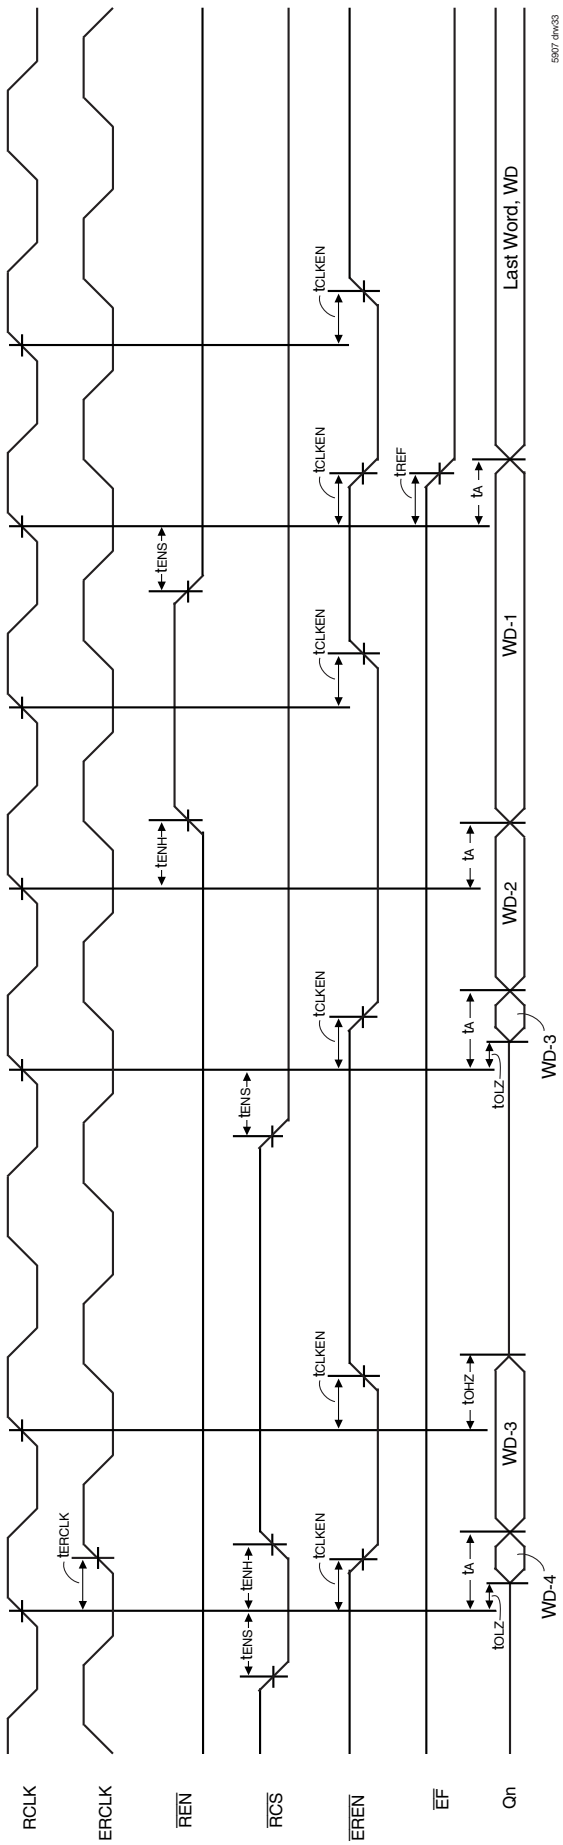 RCLK
ERCLK
tERCLK
REN
tENH
tENS
RCS
tENS
tENH
tENS
EREN
tCLKEN
tCLKEN
tCLKEN
tCLKEN
tCLKEN
tCLKEN
EF
tREF
Qn
tOLZ
tA
tOHZ
tOLZ
tA
tA
tA
WD-4
WD-3
WD-3
WD-2
WD-1
Last Word, WD
5907 drw33